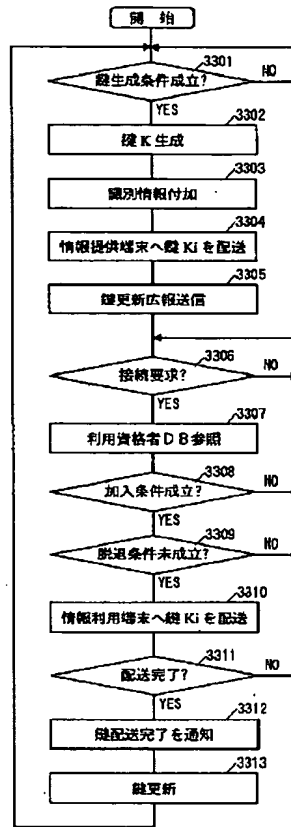 開始
3301
鍵生成条件成立?
NO
YES
3302
鍵K生成
3303
識別情報付加
3304
情報提供端末へ鍵Kiを配送
3305
鍵更新広報送信
3306
接続要求?
NO
YES
3307
利用資格者DB参照
3308
加入条件成立?
NO
YES
3309
脱退条件未成立?
NO
YES
3310
情報利用端末へ鍵Kiを配送
3311
配送完了?
NO
YES
3312
鍵配送完了を通知
3313
鍵更新